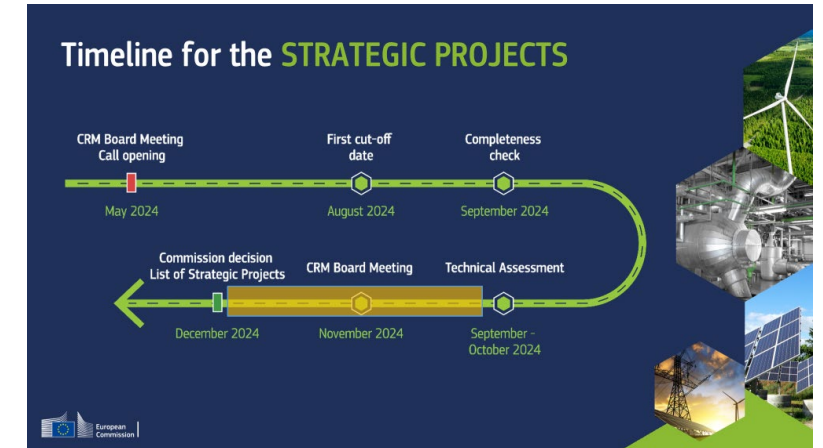 Timeline for the STRATEGIC PROJECTS
CRM Board Meeting
Call opening
May 2024
First cut-off
date
August 2024
Completeness
check
September 2024
Technical Assessment
September -
October 2024
CRM Board Meeting
November 2024
Commission decision
List of Strategic Projects
December 2024
European
Commission